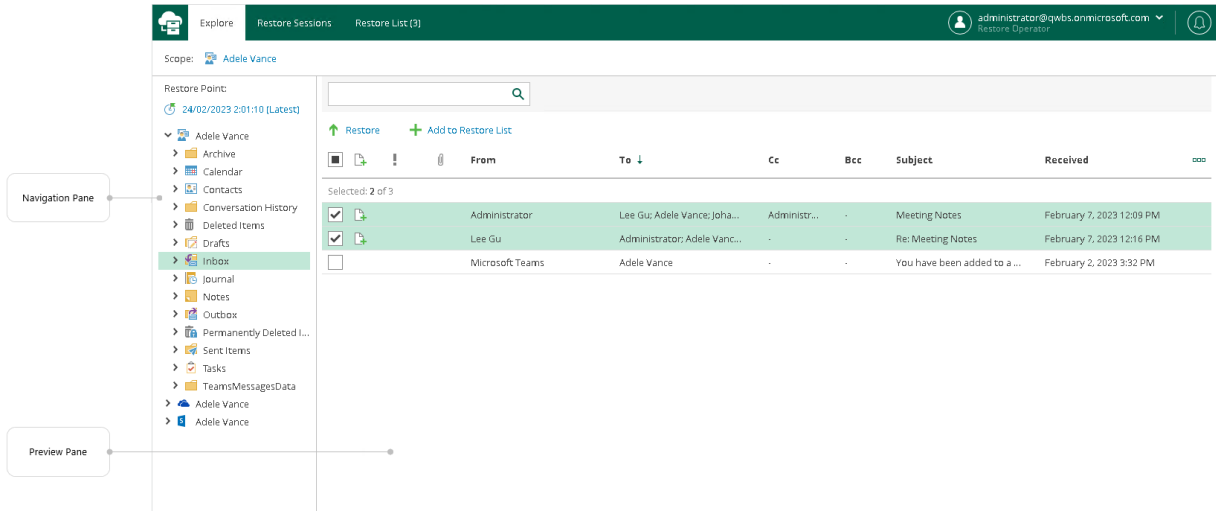 Explore Restore Sessions Restore List (3) administrator@qwbs.onmicrosoft.com
Restore Operator
Scope: Adele Vance
Restore Point:
24/02/2023 2:01:10 (Latest)
Adele Vance
Archive
Calendar
Contacts
Conversation History
Deleted Items
Drafts
Inbox
Journal
Notes
Outbox
Permanently Deleted I...
Sent Items
Tasks
TeamsMessagesData
Adele Vance
Adele Vance
Navigation Pane
Preview Pane
Restore Add to Restore List
From To ↓ Cc Bcc Subject Received
Selected: 2 of 3
Administrator Lee Gu; Adele Vance; Joha... Administr... - Meeting Notes February 7, 2023 12:09 PM
Lee Gu Administrator; Adele Vanc... - - Re: Meeting Notes February 7, 2023 12:16 PM
Microsoft Teams Adele Vance - - You have been added to a ... February 2, 2023 3:32 PM